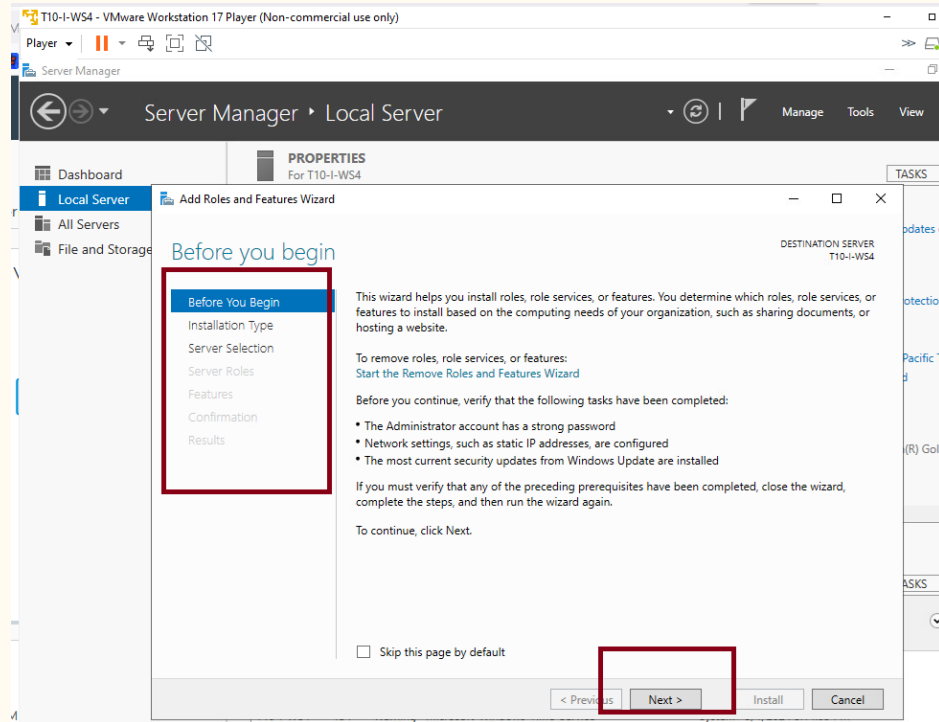 T10-I-WS4 - VMware Workstation 17 Player (Non-commercial use only)
Player
Server Manager
Server Manager
Local Server
Manage
Tools
View
Dashboard
Local Server
All Servers
File and Storage
PROPERTIES
For T10-I-WS4
TASKS
Add Roles and Features Wizard
Before you begin
DESTINATION SERVER
T10-I-WS4
Before You Begin
Installation Type
Server Selection
Server Roles
Features
Confirmation
Results
This wizard helps you install roles, role services, or features. You determine which roles, role services, or
features to install based on the computing needs of your organization, such as sharing documents, or
hosting a website.
To remove roles, role services, or features:
Start the Remove Roles and Features Wizard
Before you continue, verify that the following tasks have been completed:
• The Administrator account has a strong password
• Network settings, such as static IP addresses, are configured
• The most current security updates from Windows Update are installed
If you must verify that any of the preceding prerequisites have been completed, close the wizard,
complete the steps, and then run the wizard again.
To continue, click Next.
Skip this page by default
< Previous
Next >
Install
Cancel
Pacific
(R) Gol